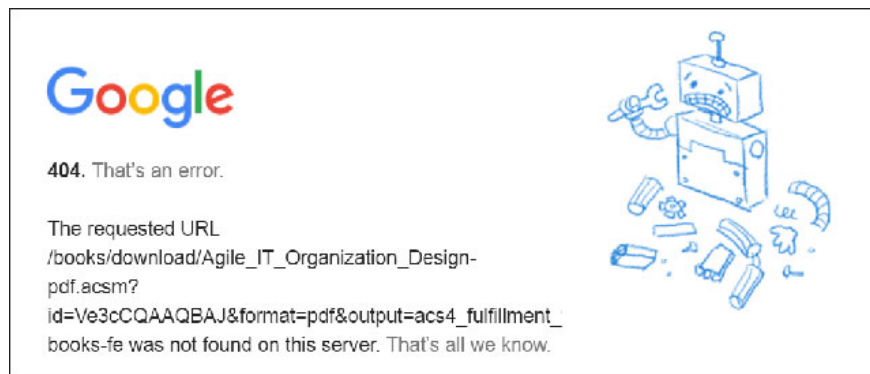 Google
404. That's an error.
The requested URL
/books/download/Agile_IT_Organization_Design-
pdf.acsm?
id=Ve3cCQAAQBAJ&format=pdf&output=acs4_fulfillment_
books-fe was not found on this server. That's all we know.